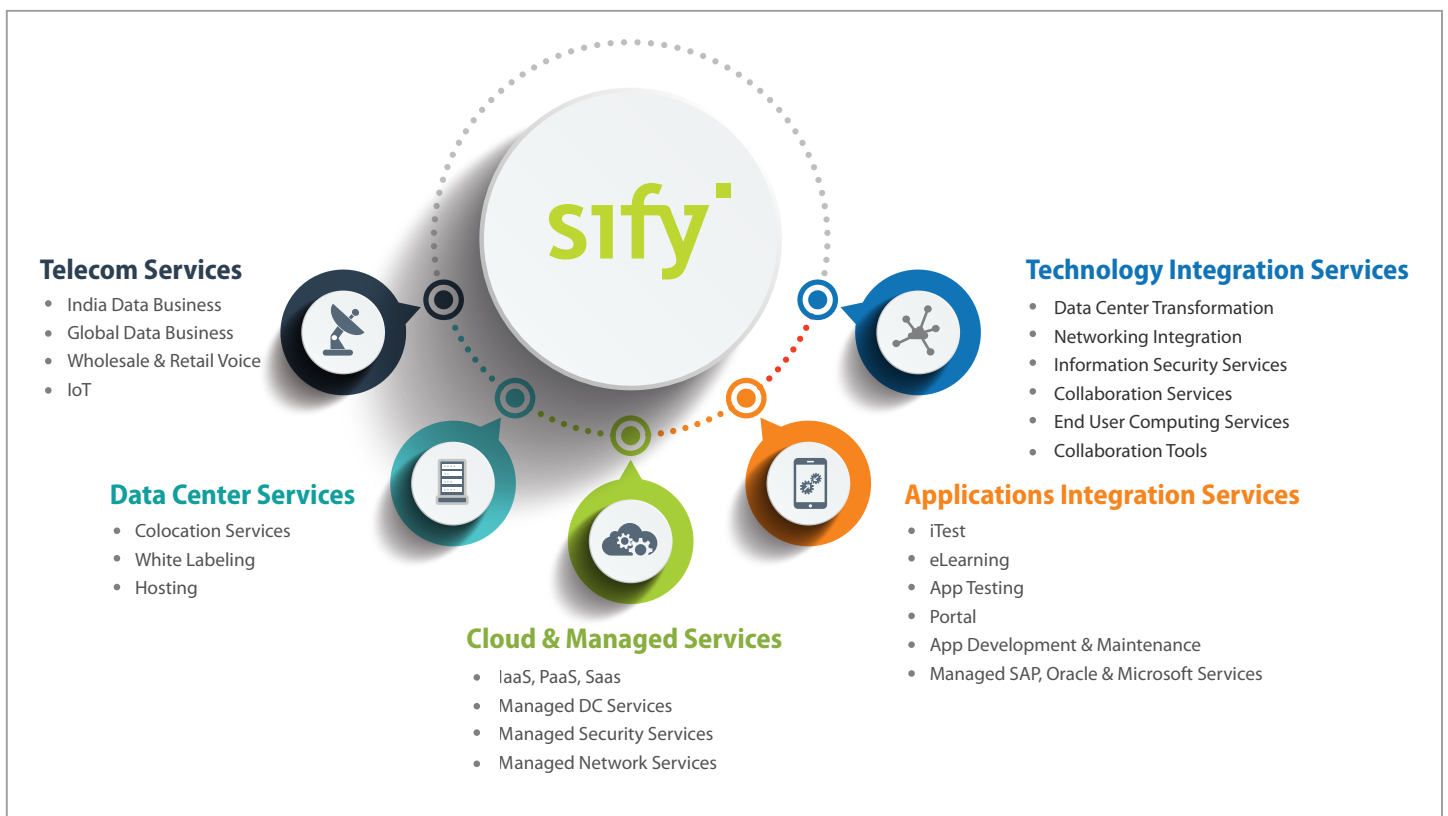 sify
Telecom Services
• India Data Business
• Global Data Business
• Wholesale & Retail Voice
• IoT
Data Center Services
• Colocation Services
• White Labeling
• Hosting
Cloud & Managed Services
• IaaS, PaaS, Saas
• Managed DC Services
• Managed Security Services
• Managed Network Services
Applications Integration Services
• iTest
• eLearning
• App Testing
• Portal
• App Development & Maintenance
• Managed SAP, Oracle & Microsoft Services
Technology Integration Services
• Data Center Transformation
• Networking Integration
• Information Security Services
• Collaboration Services
• End User Computing Services
• Collaboration Tools